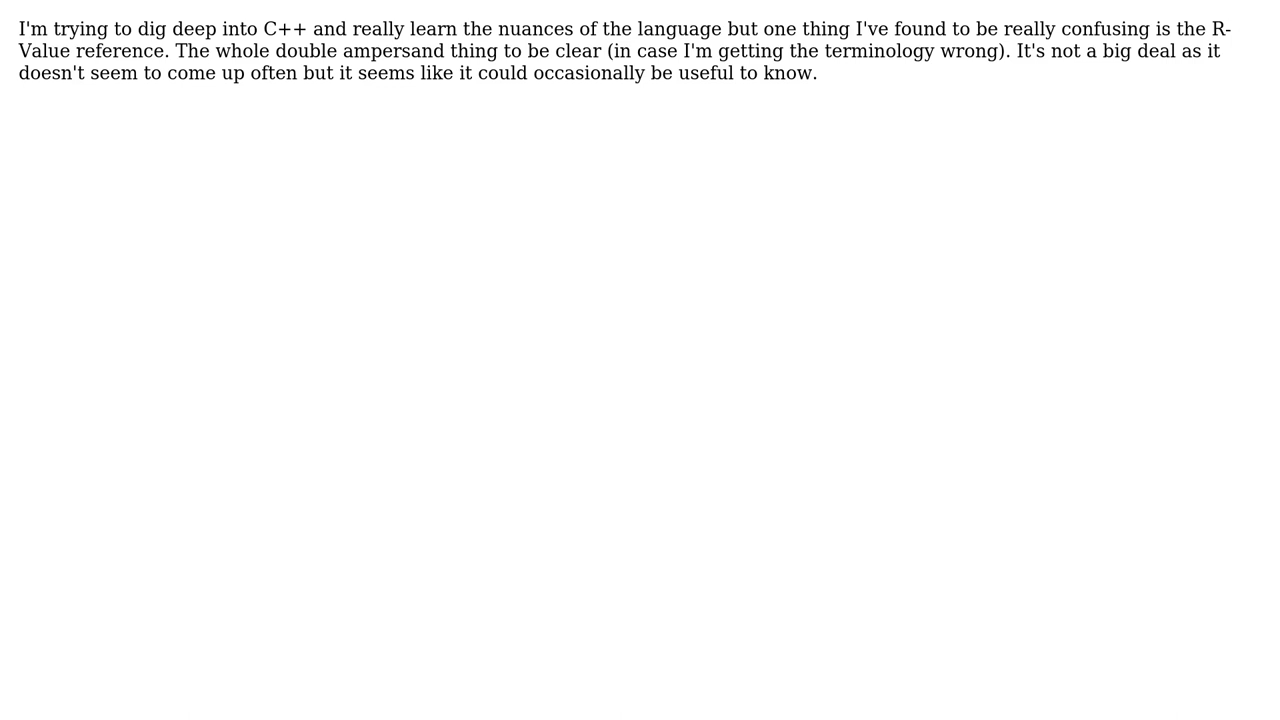 I'm trying to dig deep into C++ and really learn the nuances of the language but one thing I've found to be really confusing is the R-
Value reference. The whole double ampersand thing to be clear (in case I'm getting the terminology wrong). It's not a big deal as it
doesn't seem to come up often but it seems like it could occasionally be useful to know.